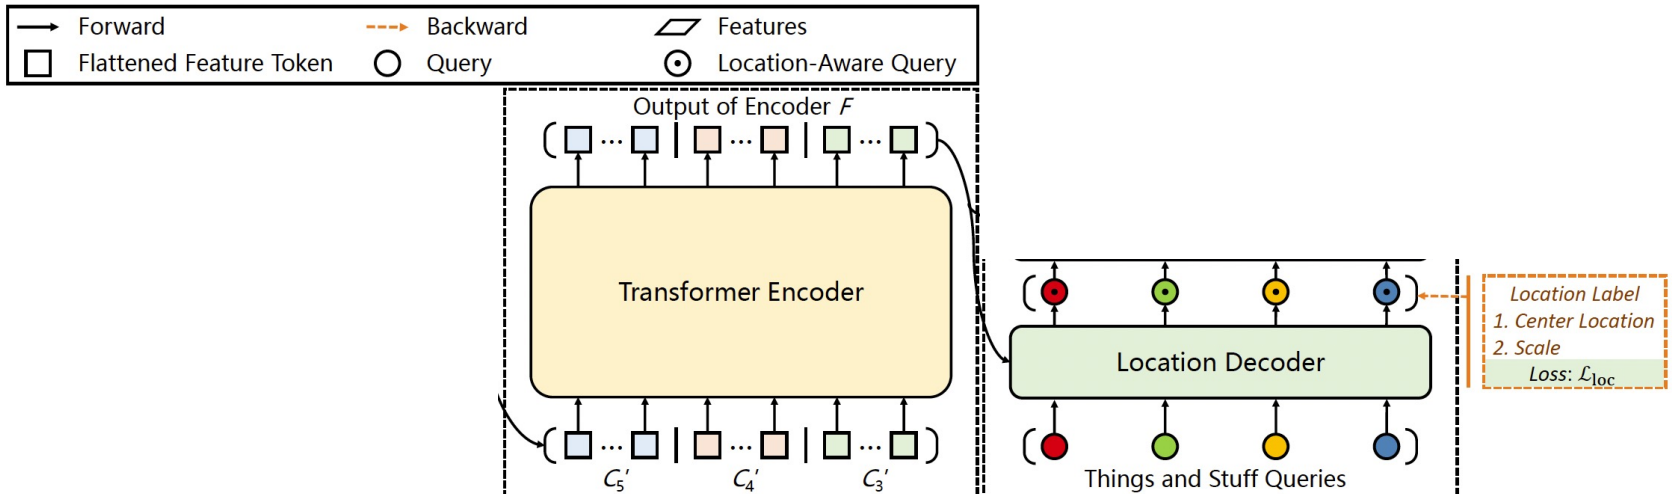 Forward Backward Features
Flattened Feature Token Query Location-Aware Query
Output of Encoder F
... ... ...
Transformer Encoder
... ... ...
C₅′ C₄′ C₃′
Location Decoder
Things and Stuff Queries
Location Label
1. Center Location
2. Scale
Loss: ℒloc